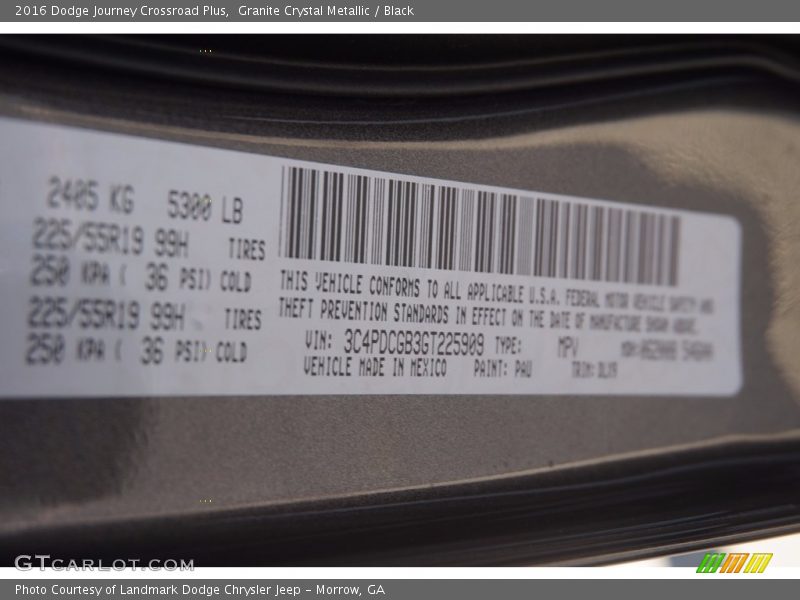 2016 Dodge Journey Crossroad Plus,  Granite Crystal Metallic / Black
2405 KG 5300 LB
225/55R19 99H TIRES
250 KPA ( 36 PSI) COLD
225/55R19 99H TIRES
250 KPA ( 36 PSI) COLD
THIS VEHICLE CONFORMS TO ALL APPLICABLE U.S.A. FEDERAL MOTOR VEHICLE SAFETY AND
THEFT PREVENTION STANDARDS IN EFFECT ON THE DATE OF MANUFACTURE SHOWN ABOVE.
VIN: 3C4PDCGB3GT225909 TYPE: MPV
VEHICLE MADE IN MEXICO PAINT: PAU TRIM:
GTCARLOT.COM
Photo Courtesy of Landmark Dodge Chrysler Jeep – Morrow, GA